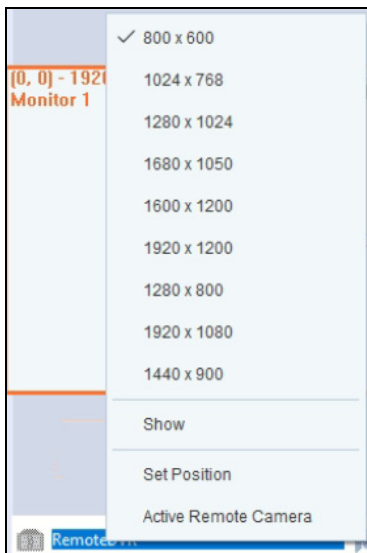 800 x 600
(0, 0) - 192
Monitor 1
1024 x 768
1280 x 1024
1680 x 1050
1600 x 1200
1920 x 1200
1280 x 800
1920 x 1080
1440 x 900
Show
Set Position
Active Remote Camera